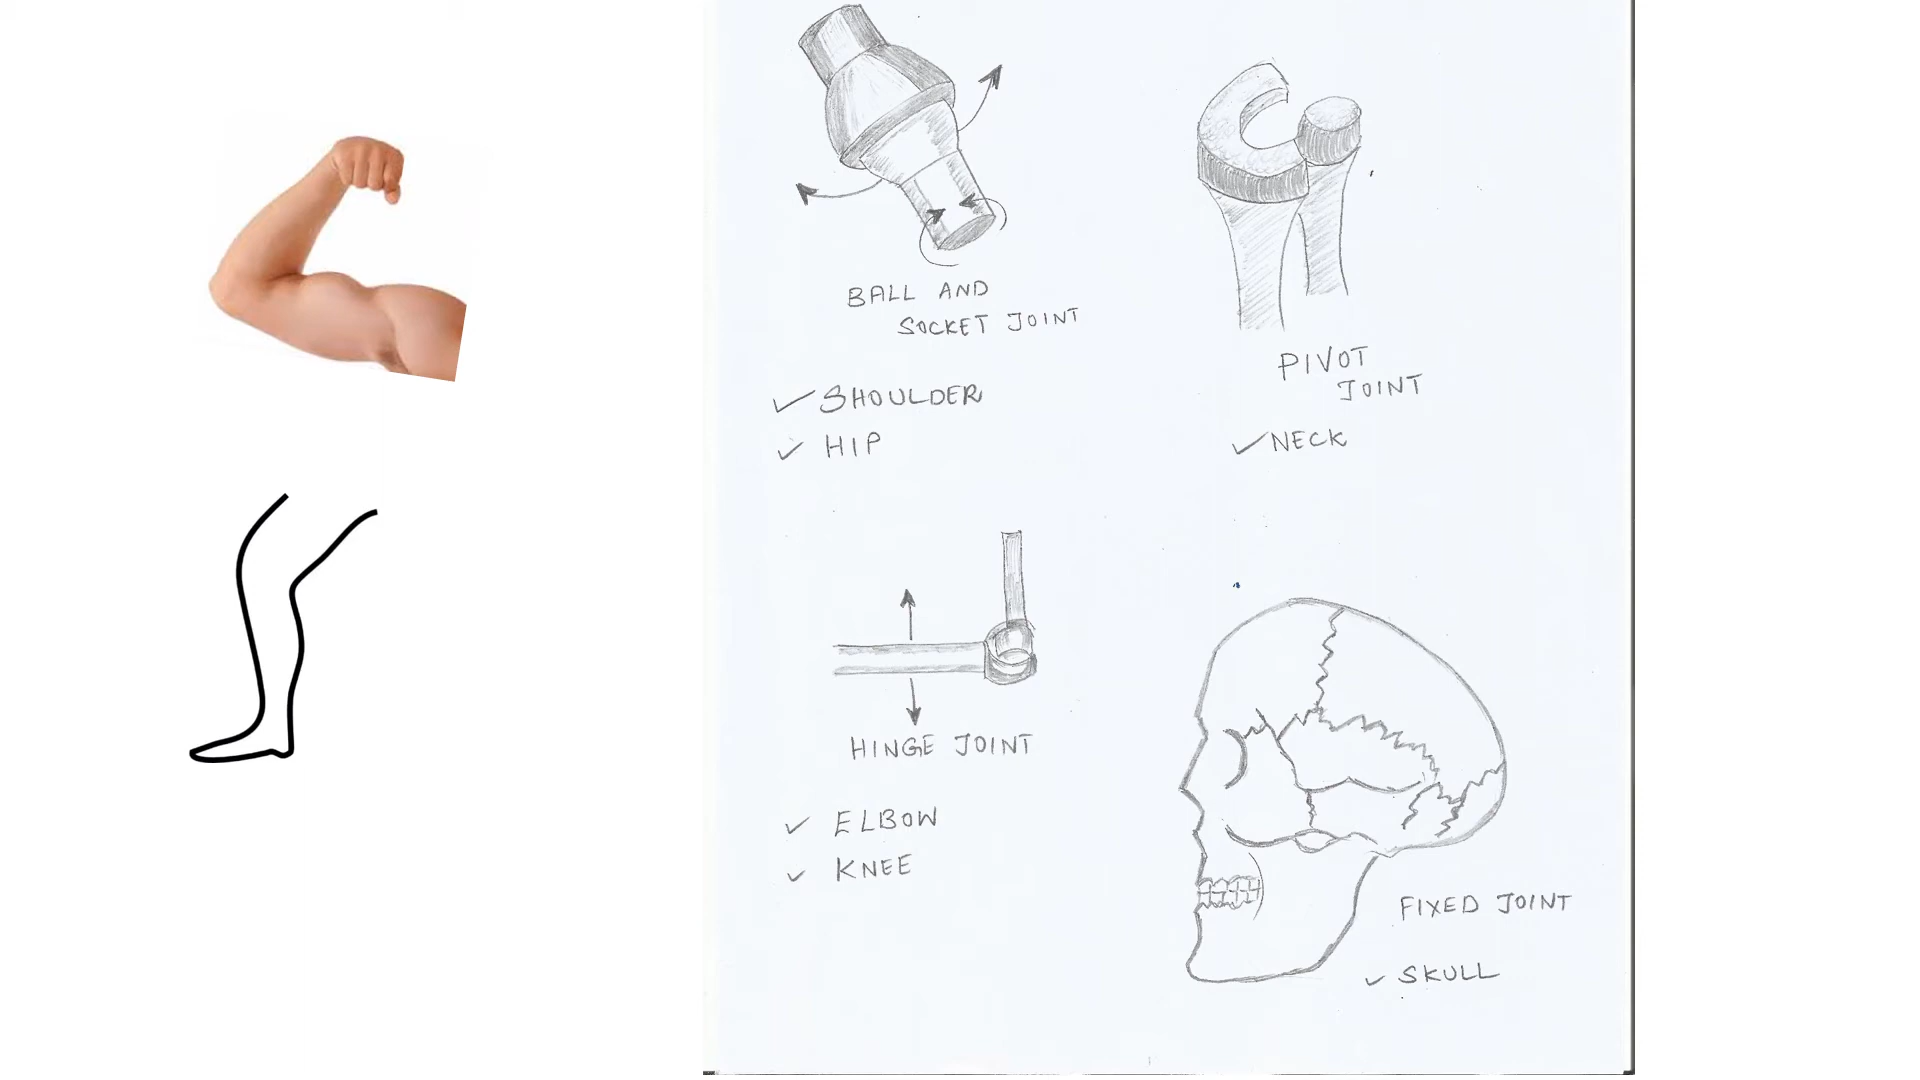 BALL AND
SOCKET JOINT
✓ SHOULDER
✓ HIP
PIVOT
JOINT
✓ NECK
HINGE JOINT
✓ ELBOW
✓ KNEE
FIXED JOINT
✓ SKULL